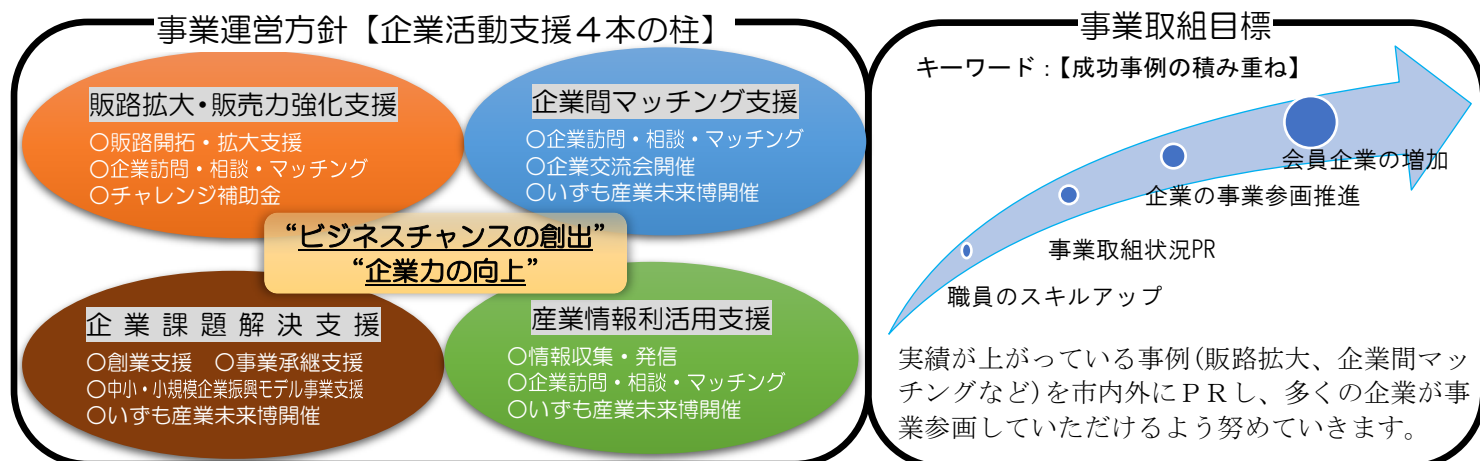 事業運営方針【企業活動支援４本の柱】
販路拡大・販売力強化支援
○販路開拓・拡大支援
○企業訪問・相談・マッチング
○チャレンジ補助金
企業間マッチング支援
○企業訪問・相談・マッチング
○企業交流会開催
○いずも産業未来博開催
“ビジネスチャンスの創出”
“企業力の向上”
企業課題解決支援
○創業支援　○事業承継支援
○中小・小規模企業振興モデル事業支援
○いずも産業未来博開催
産業情報利活用支援
○情報収集・発信
○企業訪問・相談・マッチング
○いずも産業未来博開催
事業取組目標
キーワード：【成功事例の積み重ね】
会員企業の増加
企業の事業参画推進
事業取組状況PR
職員のスキルアップ
実績が上がっている事例(販路拡大、企業間マッ
チングなど)を市内外にＰＲし、多くの企業が事
業参画していただけるよう努めていきます。